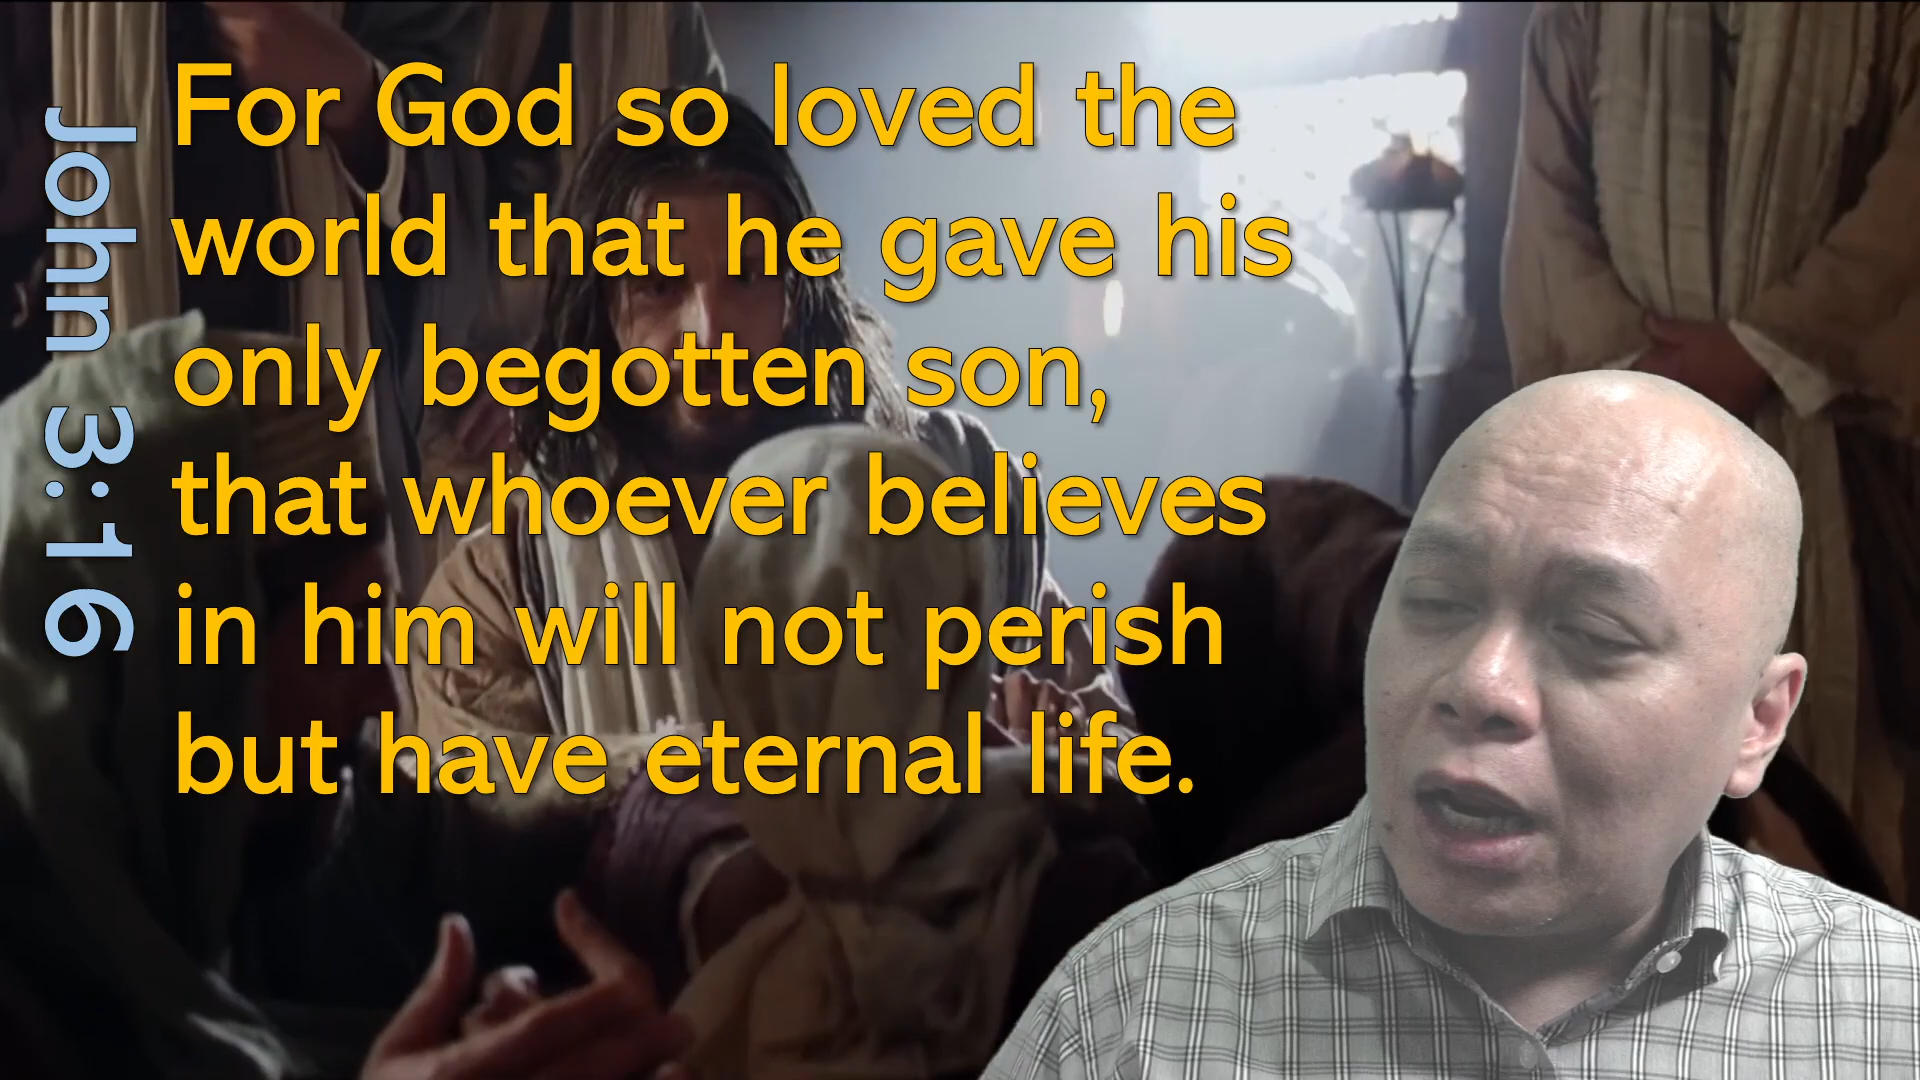 John 3:16
For God so loved the
world that he gave his
only begotten son,
that whoever believes
in him will not perish
but have eternal life.